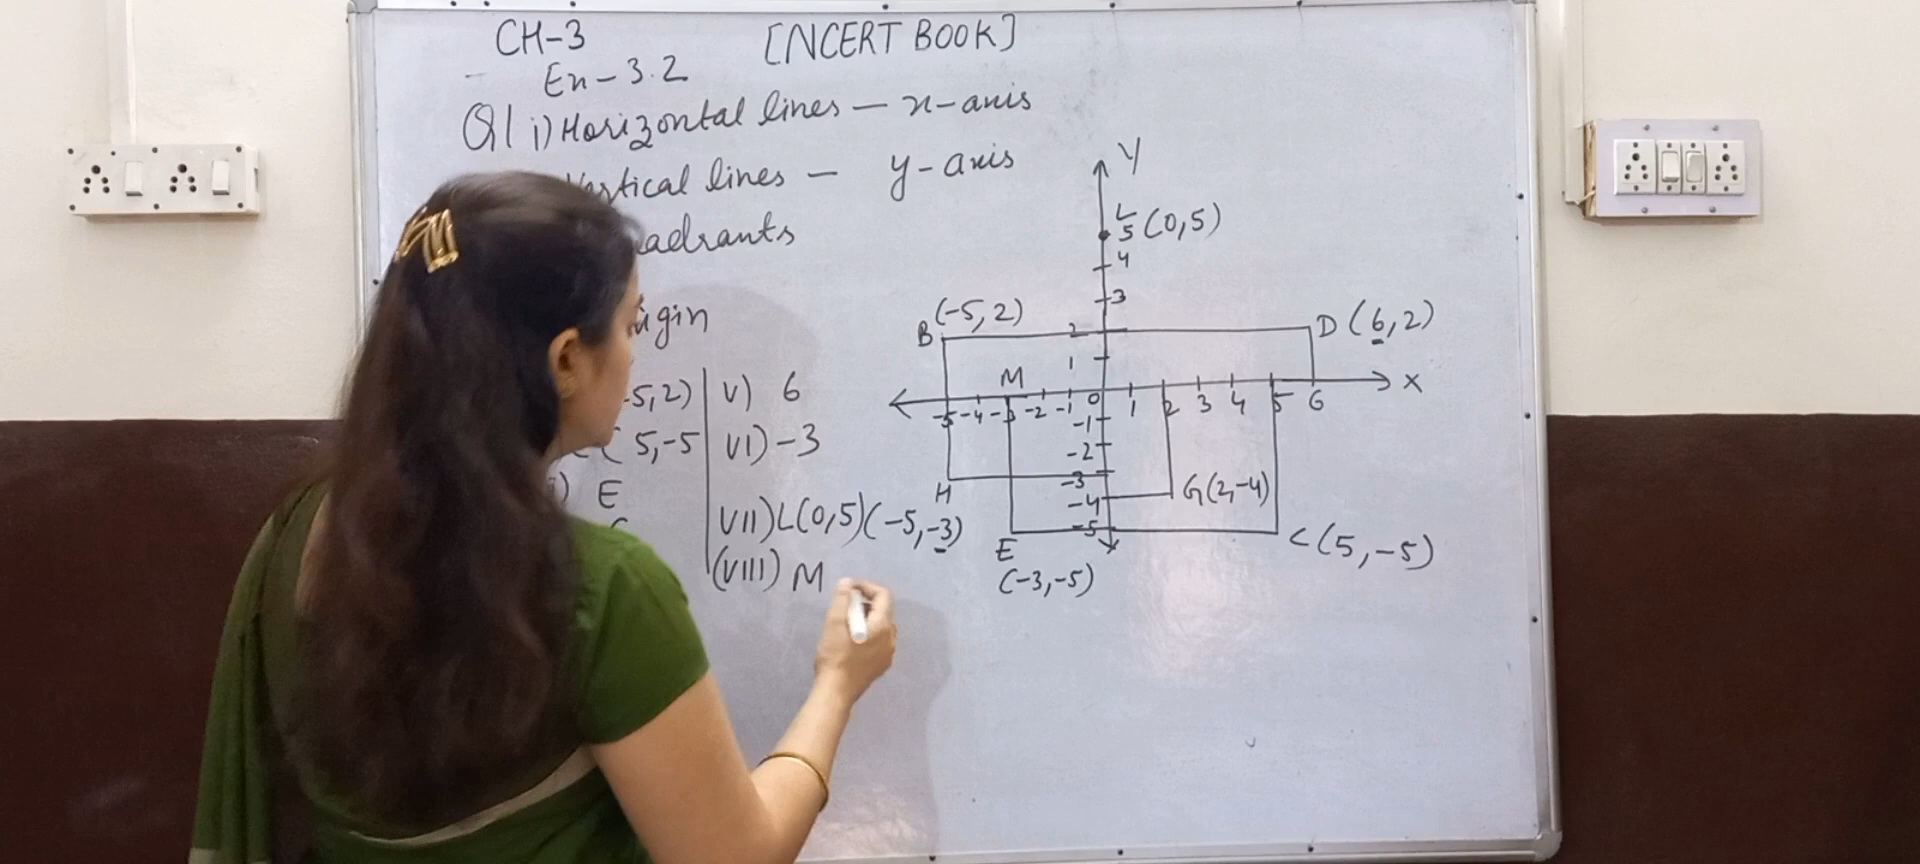 CH-3 [NCERT BOOK]
Ex-3.2
Q1 i) Horizontal lines - x-axis
Vertical lines - y-axis
adrants
igin
-5,2) | V) 6
( 5,-5 | VI) -3
) E
VII) L(0,5) (-5,-3)
(VIII) M
Y
L
5 (0,5)
4
3
B (-5, 2) 2 D (6,2)
1
M
X
-5 -4 -3 -2 -1 0 1 2 3 4 5 6
-1
-2
-3
H -4 G(2,-4)
-5
E C (5, -5)
(-3,-5)